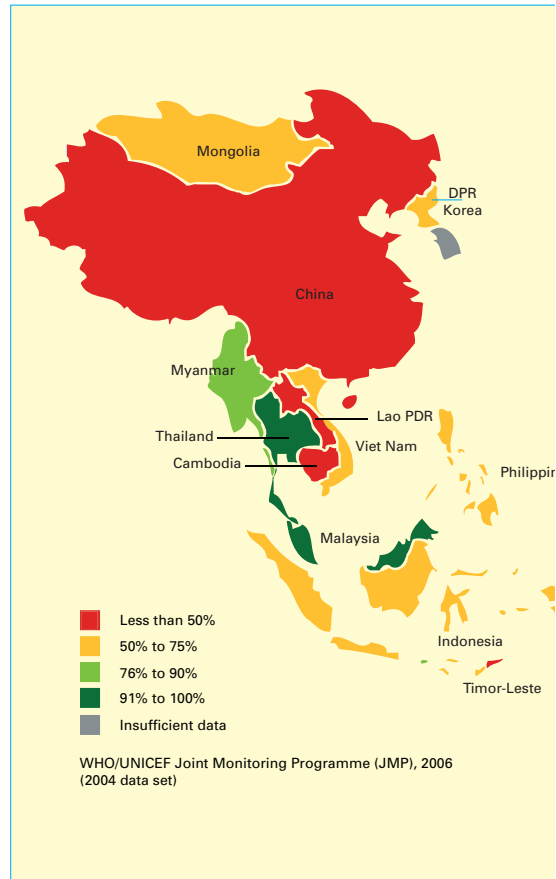 Mongolia
DPR
Korea
China
Myanmar
Lao PDR
Thailand
Viet Nam
Cambodia
Philippin
Malaysia
Less than 50%
50% to 75%
76% to 90%
91% to 100%
Insufficient data
Indonesia
Timor-Leste
WHO/UNICEF Joint Monitoring Programme (JMP), 2006
(2004 data set)